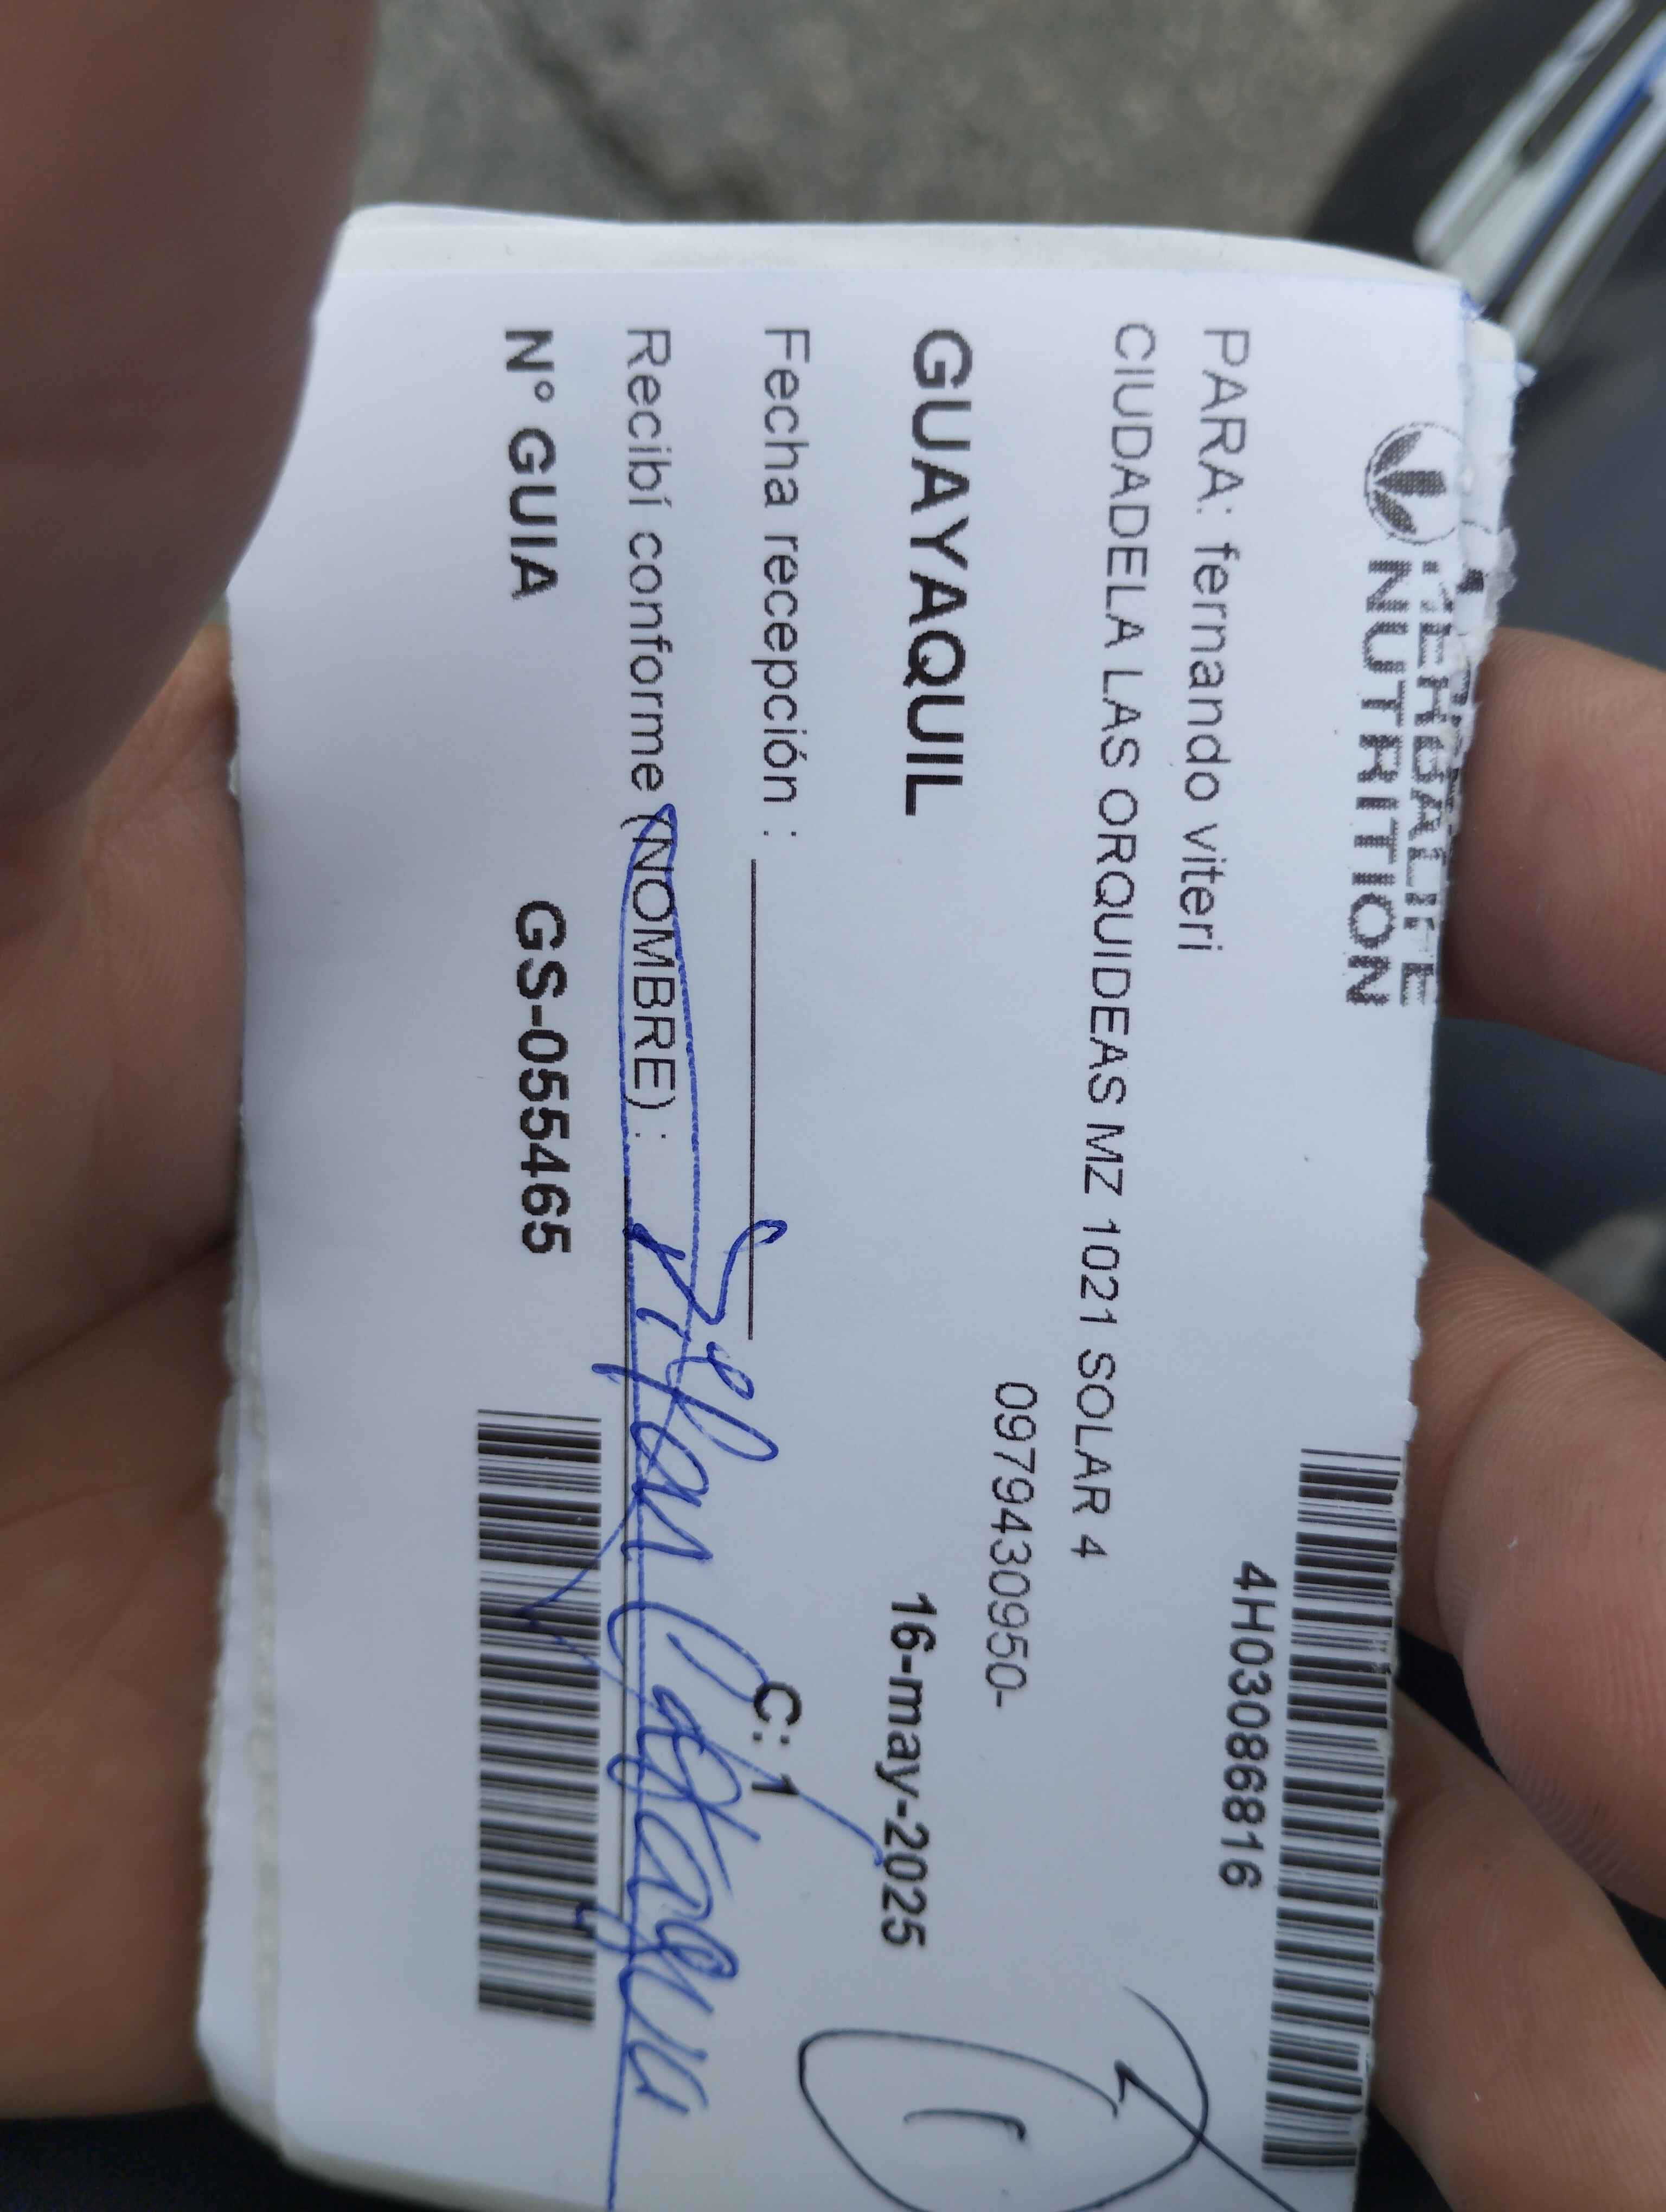 HERBALIFE
NUTRITION
4H03086816
PARA: fernando viteri
CIUDADELA LAS ORQUIDEAS MZ 1021 SOLAR 4
0979430950-
GUAYAQUIL
16-may-2025
Fecha recepción :
C: 1
Recibí conforme (NOMBRE) :
N° GUIA GS-055465